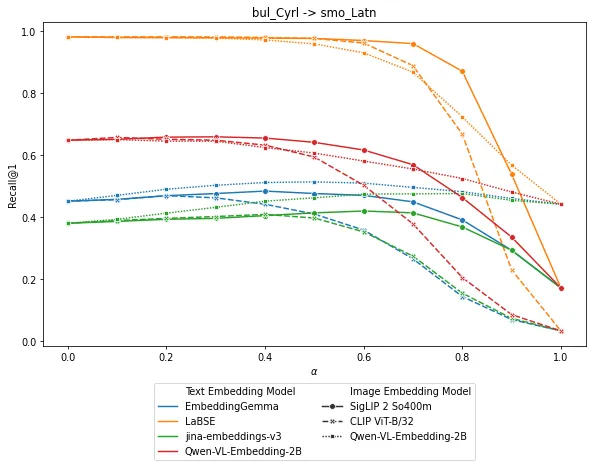 bul_Cyrl -> smo_Latn
Recall@1
1.0
0.8
0.6
0.4
0.2
0.0
0.0 0.2 0.4 0.6 0.8 1.0
α
Text Embedding Model
EmbeddingGemma
LaBSE
jina-embeddings-v3
Qwen-VL-Embedding-2B
Image Embedding Model
SigLIP 2 So400m
CLIP ViT-B/32
Qwen-VL-Embedding-2B